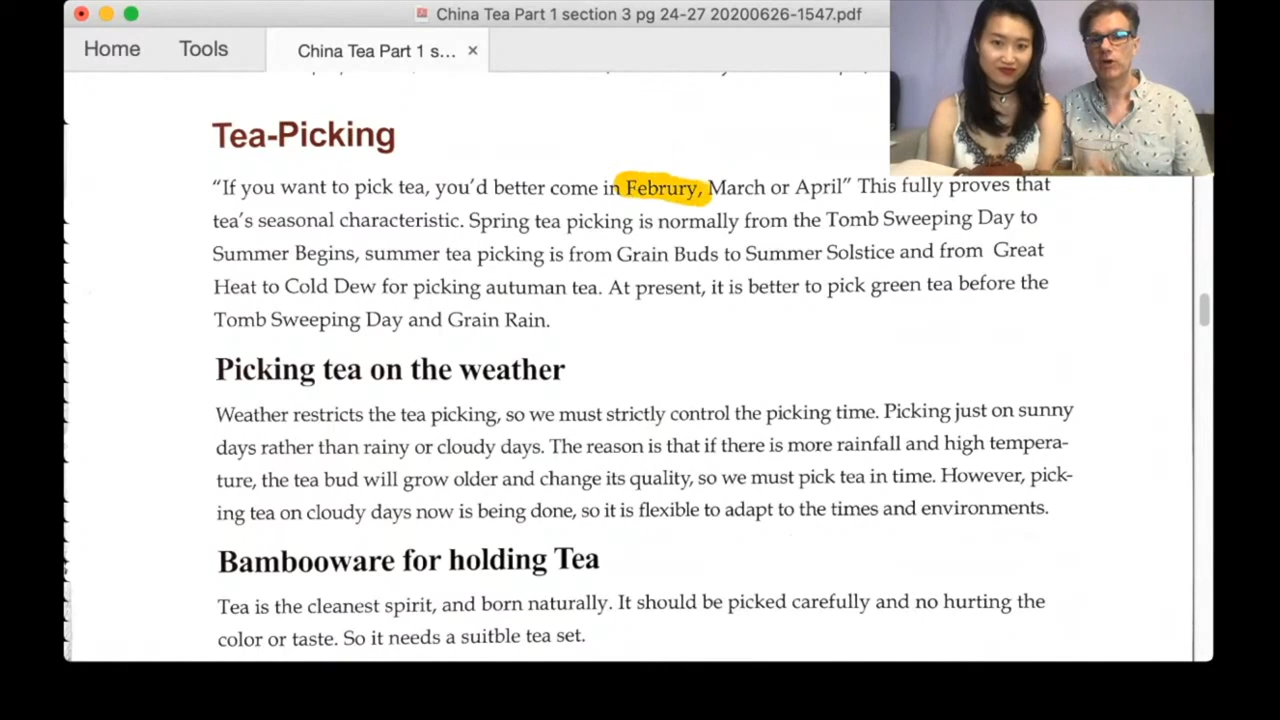 China Tea Part 1 section 3 pg 24-27 20200626-1547.pdf
Home Tools China Tea Part 1 s... ×
Tea-Picking
“If you want to pick tea, you’d better come in Februry, March or April” This fully proves that
tea’s seasonal characteristic. Spring tea picking is normally from the Tomb Sweeping Day to
Summer Begins, summer tea picking is from Grain Buds to Summer Solstice and from Great
Heat to Cold Dew for picking autuman tea. At present, it is better to pick green tea before the
Tomb Sweeping Day and Grain Rain.
Picking tea on the weather
Weather restricts the tea picking, so we must strictly control the picking time. Picking just on sunny
days rather than rainy or cloudy days. The reason is that if there is more rainfall and high tempera-
ture, the tea bud will grow older and change its quality, so we must pick tea in time. However, pick-
ing tea on cloudy days now is being done, so it is flexible to adapt to the times and environments.
Bambooware for holding Tea
Tea is the cleanest spirit, and born naturally. It should be picked carefully and no hurting the
color or taste. So it needs a suitble tea set.